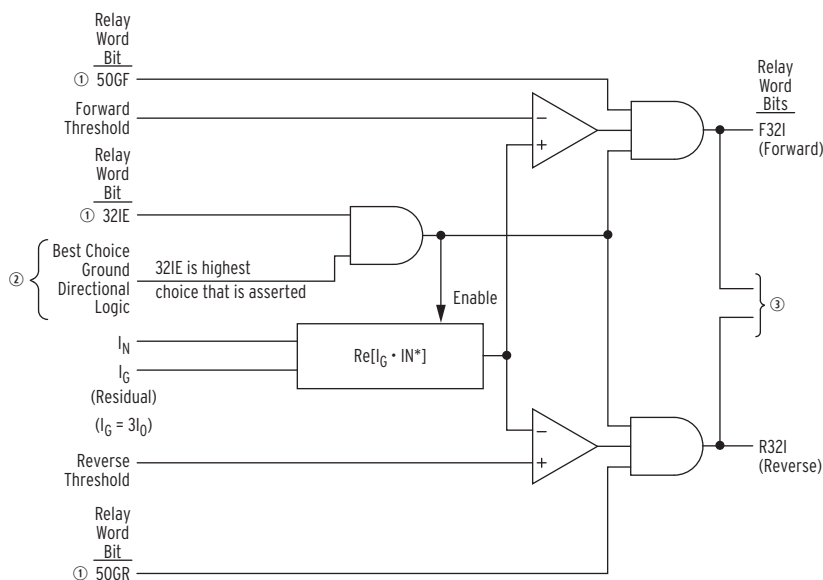 Relay
Word
Bit
① 50GF
Forward
Threshold
Relay
Word
Bit
① 32IE
② Best Choice
Ground
Directional
Logic
32IE is highest
choice that is asserted
Enable
I_N
I_G
(Residual)
(I_G = 3I_0)
Re[I_G • IN*]
Reverse
Threshold
Relay
Word
Bit
① 50GR
−
+
−
+
Relay
Word
Bits
F32I
(Forward)
③
R32I
(Reverse)